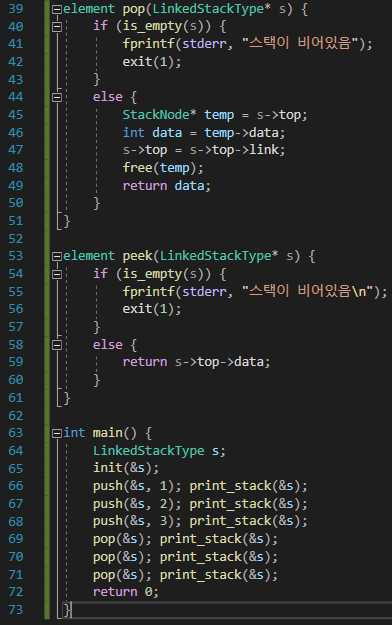 39 element pop(LinkedStackType* s) {
40 if (is_empty(s)) {
41 fprintf(stderr, "스택이 비어있음");
42 exit(1);
43 }
44 else {
45 StackNode* temp = s->top;
46 int data = temp->data;
47 s->top = s->top->link;
48 free(temp);
49 return data;
50 }
51 }
52
53 element peek(LinkedStackType* s) {
54 if (is_empty(s)) {
55 fprintf(stderr, "스택이 비어있음\n");
56 exit(1);
57 }
58 else {
59 return s->top->data;
60 }
61 }
62
63 int main() {
64 LinkedStackType s;
65 init(&s);
66 push(&s, 1); print_stack(&s);
67 push(&s, 2); print_stack(&s);
68 push(&s, 3); print_stack(&s);
69 pop(&s); print_stack(&s);
70 pop(&s); print_stack(&s);
71 pop(&s); print_stack(&s);
72 return 0;
73 }